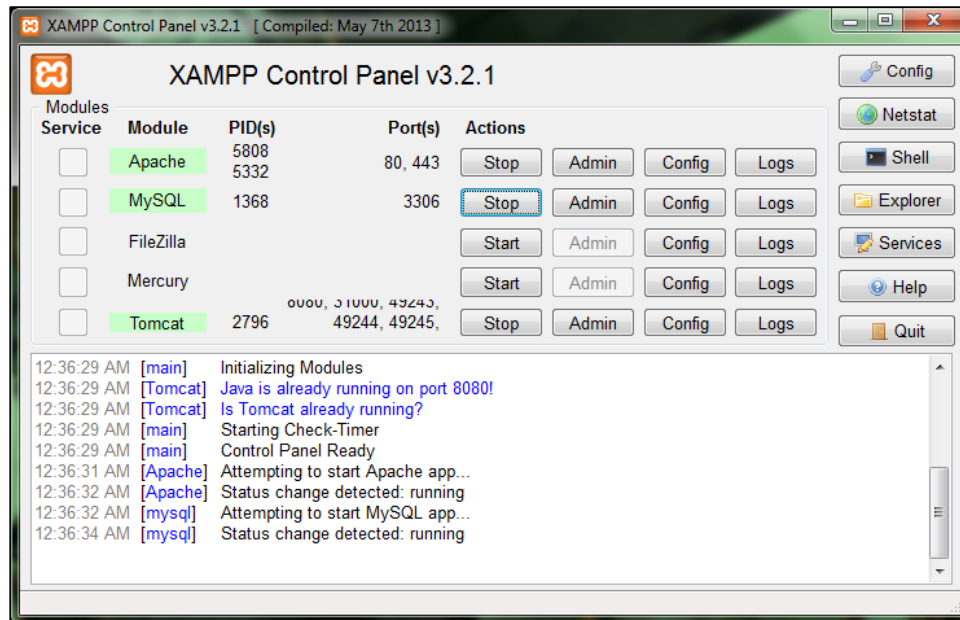 XAMPP Control Panel v3.2.1 [ Compiled: May 7th 2013 ]
XAMPP Control Panel v3.2.1
Config
Modules
Service Module PID(s) Port(s) Actions
Netstat
Apache 5808 5332 80, 443 Stop Admin Config Logs
Shell
MySQL 1368 3306 Stop Admin Config Logs
Explorer
FileZilla Start Admin Config Logs
Services
Mercury Start Admin Config Logs
Help
8080, 31000, 49243,
Tomcat 2796 49244, 49245, Stop Admin Config Logs
Quit
12:36:29 AM [main] Initializing Modules
12:36:29 AM [Tomcat] Java is already running on port 8080!
12:36:29 AM [Tomcat] Is Tomcat already running?
12:36:29 AM [main] Starting Check-Timer
12:36:29 AM [main] Control Panel Ready
12:36:31 AM [Apache] Attempting to start Apache app...
12:36:32 AM [Apache] Status change detected: running
12:36:32 AM [mysql] Attempting to start MySQL app...
12:36:34 AM [mysql] Status change detected: running